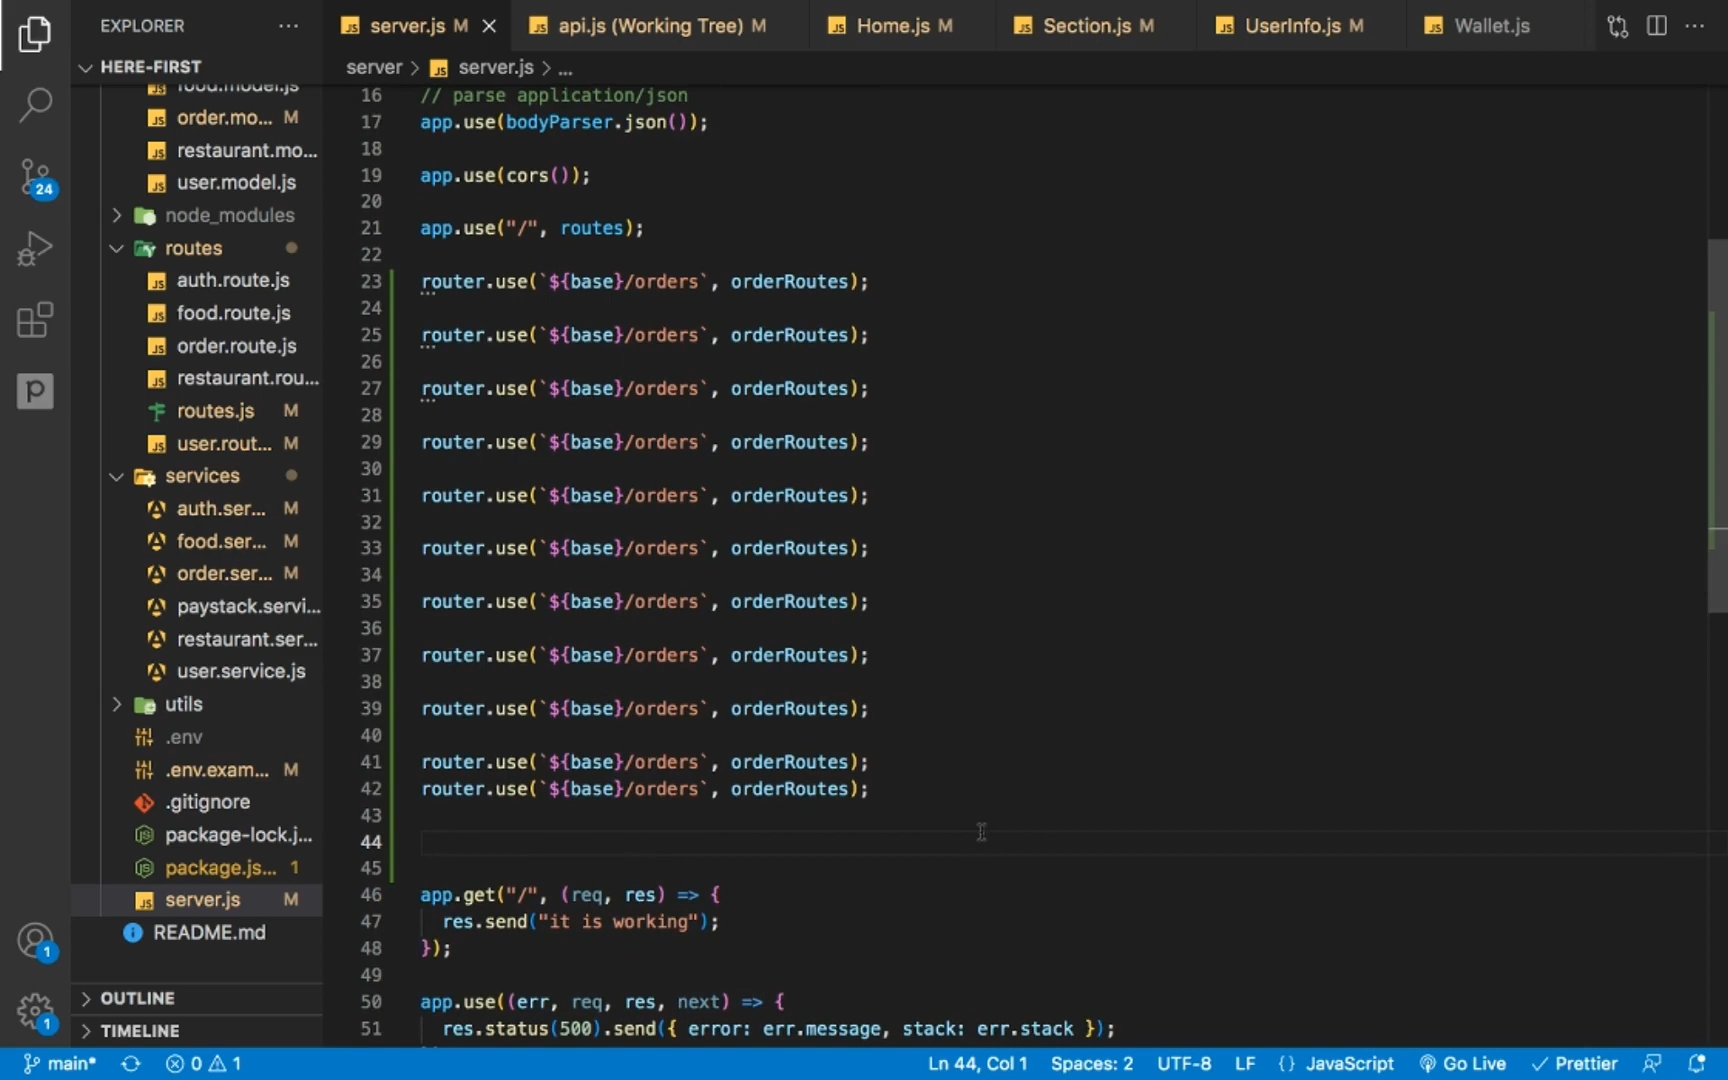 EXPLORER ···
server.js M ×
api.js (Working Tree) M
Home.js M
Section.js M
UserInfo.js M
Wallet.js
···
HERE-FIRST
food.model.js
order.mo... M
restaurant.mo...
user.model.js
node_modules
routes
auth.route.js
food.route.js
order.route.js
restaurant.rou...
routes.js M
user.rout... M
services
auth.ser... M
food.ser... M
order.ser... M
paystack.servi...
restaurant.ser...
user.service.js
utils
.env
.env.exam... M
.gitignore
package-lock.j...
package.js... 1
server.js M
README.md
OUTLINE
TIMELINE
24
1
1
server > JS server.js > ...
16 // parse application/json
17 app.use(bodyParser.json());
18
19 app.use(cors());
20
21 app.use("/", routes);
22
23 router.use(`${base}/orders`, orderRoutes);
24
25 router.use(`${base}/orders`, orderRoutes);
26
27 router.use(`${base}/orders`, orderRoutes);
28
29 router.use(`${base}/orders`, orderRoutes);
30
31 router.use(`${base}/orders`, orderRoutes);
32
33 router.use(`${base}/orders`, orderRoutes);
34
35 router.use(`${base}/orders`, orderRoutes);
36
37 router.use(`${base}/orders`, orderRoutes);
38
39 router.use(`${base}/orders`, orderRoutes);
40
41 router.use(`${base}/orders`, orderRoutes);
42 router.use(`${base}/orders`, orderRoutes);
43
44
45
46 app.get("/", (req, res) => {
47 res.send("it is working");
48 });
49
50 app.use((err, req, res, next) => {
51 res.status(500).send({ error: err.message, stack: err.stack });
main* 0 1 Ln 44, Col 1 Spaces: 2 UTF-8 LF {} JavaScript Go Live Prettier